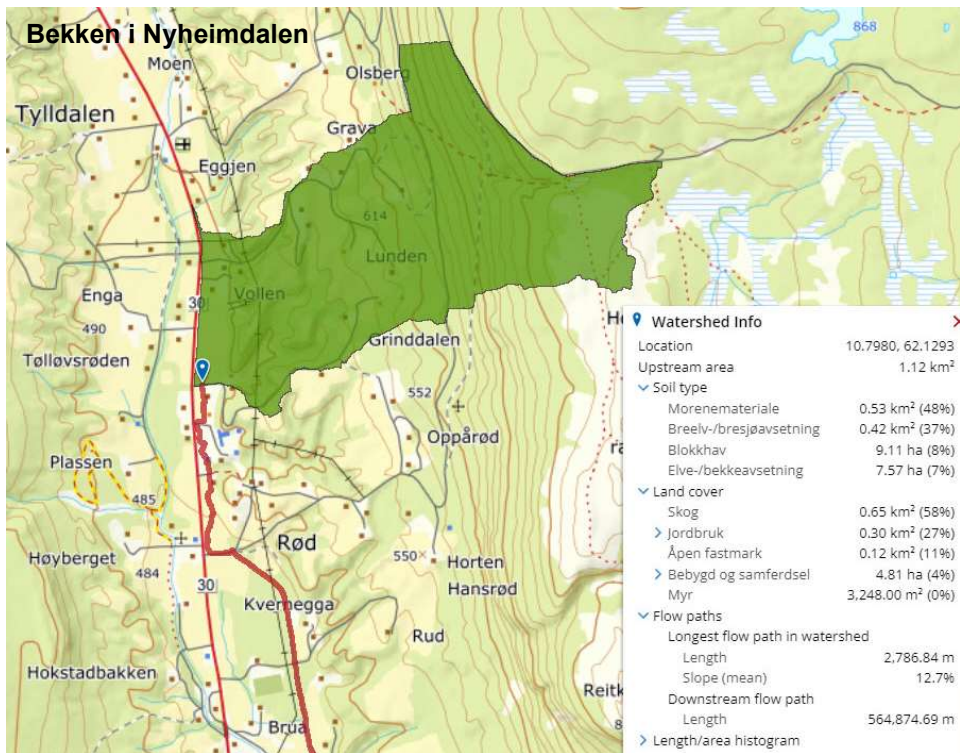 Bekken i Nyheimdalen
868
Moen
Olsberg
Tylldalen
Grava
Eggjen
614
Lunden
Enga
30
Vollen
490
Grinddalen
Tølløvsrøden
552
Oppårød
Plassen
485
Rød
Høyberget
550
Horten
484
Hansrød
30
Kvernegga
Rud
Hokstadbakken
Reitk
Brua
Watershed Info
Location 10.7980, 62.1293
Upstream area 1.12 km²
Soil type
Morenemateriale 0.53 km² (48%)
Breelv-/bresjøavsetning 0.42 km² (37%)
Blokkhav 9.11 ha (8%)
Elve-/bekkeavsetning 7.57 ha (7%)
Land cover
Skog 0.65 km² (58%)
Jordbruk 0.30 km² (27%)
Åpen fastmark 0.12 km² (11%)
Bebygd og samferdsel 4.81 ha (4%)
Myr 3,248.00 m² (0%)
Flow paths
Longest flow path in watershed
Length 2,786.84 m
Slope (mean) 12.7%
Downstream flow path
Length 564,874.69 m
Length/area histogram